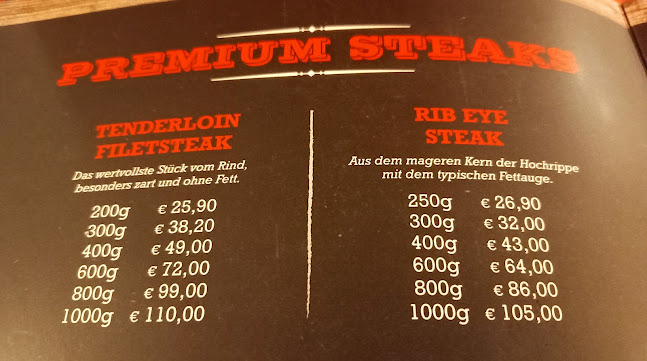 PREMIUM STEAKS
TENDERLOIN
FILETSTEAK
Das wertvollste Stück vom Rind,
besonders zart und ohne Fett.
200g € 25,90
300g € 38,20
400g € 49,00
600g € 72,00
800g € 99,00
1000g € 110,00
RIB EYE
STEAK
Aus dem mageren Kern der Hochrippe
mit dem typischen Fettauge.
250g € 26,90
300g € 32,00
400g € 43,00
600g € 64,00
800g € 86,00
1000g € 105,00